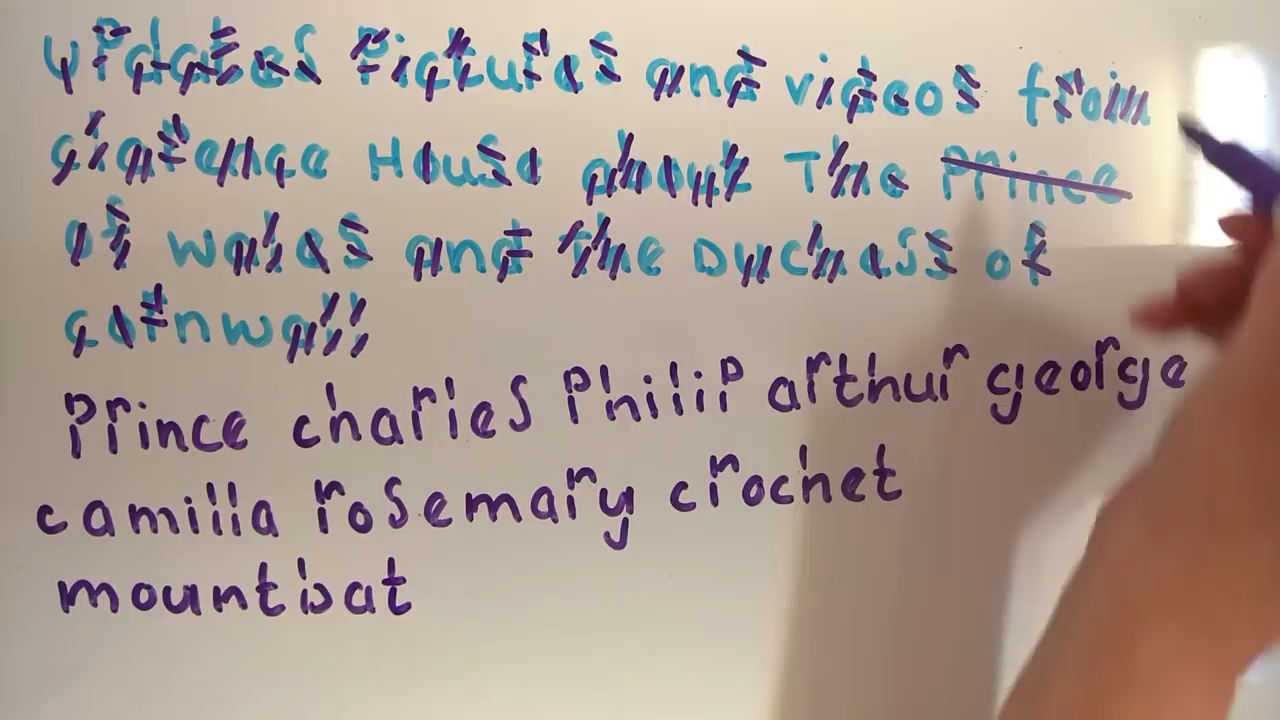 updates Pictures and videos from
clarence House about The Prince
of wales and the Duchess of
cornwall
Prince charles Philip arthur george
camilla rosemary crochet
mountbat